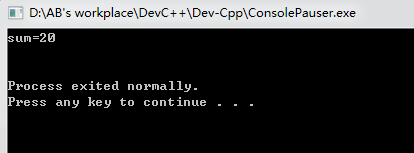 D:\AB's workplace\DevC++\Dev-Cpp\ConsolePauser.exe
sum=20
Process exited normally.
Press any key to continue . . .